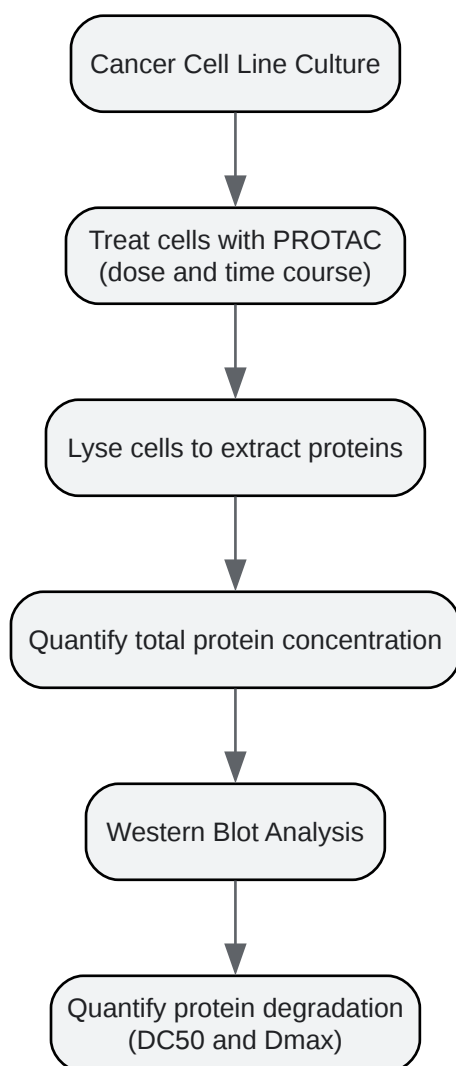 Cancer Cell Line Culture
Treat cells with PROTAC
(dose and time course)
Lyse cells to extract proteins
Quantify total protein concentration
Western Blot Analysis
Quantify protein degradation
(DC50 and Dmax)